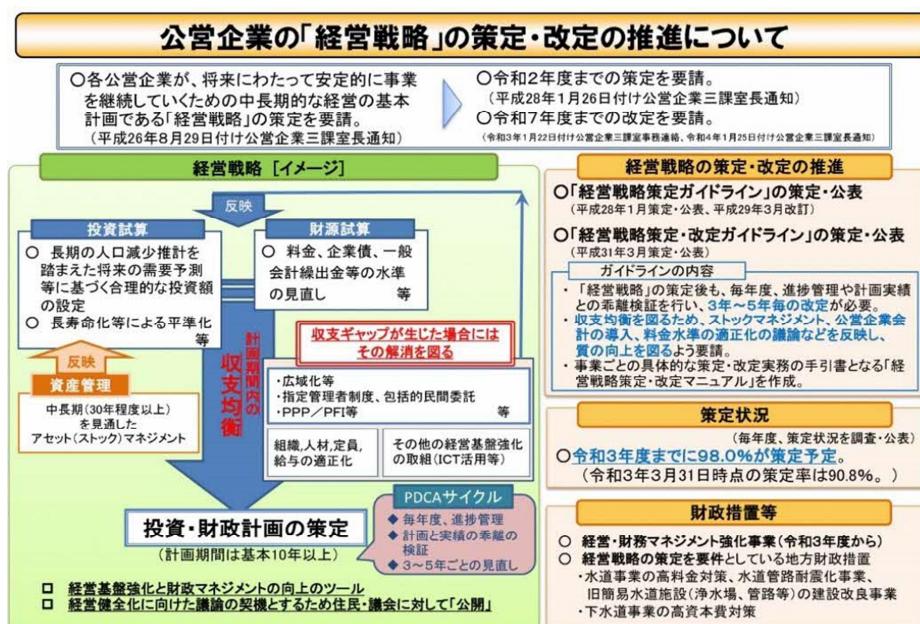 公営企業の「経営戦略」の策定・改定の推進について
○各公営企業が、将来にわたって安定的に事業
を継続していくための中長期的な経営の基本
計画である「経営戦略」の策定を要請。
(平成26年8月29日付け公営企業三課室長通知)
○令和2年度までの策定を要請。
(平成28年1月26日付け公営企業三課室長通知)
○令和7年度までの改定を要請。
(令和3年1月22日付け公営企業三課室事務連絡、令和4年1月25日付け公営企業三課室長通知)
経営戦略 [イメージ]
反映
投資試算
○ 長期の人口減少推計を
踏まえた将来の需要予測
等に基づく合理的な投資額
の設定
○ 長寿命化等による平準化
等
財源試算
○ 料金、企業債、一般
会計繰出金等の水準
の見直し 等
反映
資産管理
中長期(30年程度以上)
を見通した
アセット(ストック)マネジメント
計画期間内の
収支均衡
収支ギャップが生じた場合には
その解消を図る
・広域化等
・指定管理者制度、包括的民間委託
・PPP/PFI等 等
組織,人材,定員,
給与の適正化
その他の経営基盤強化
の取組(ICT活用等)
投資・財政計画の策定
(計画期間は基本10年以上)
PDCAサイクル
◆ 毎年度、進捗管理
◆ 計画と実績の乖離の
検証
◆ 3~5年ごとの見直し
□ 経営基盤強化と財政マネジメントの向上のツール
□ 経営健全化に向けた議論の契機とするため住民・議会に対して「公開」
経営戦略の策定・改定の推進
○「経営戦略策定ガイドライン」の策定・公表
(平成28年1月策定・公表、平成29年3月改訂)
○「経営戦略策定・改定ガイドライン」の策定・公表
(平成31年3月策定・公表)
ガイドラインの内容
・ 「経営戦略」の策定後も、毎年度、進捗管理や計画実績
との乖離検証を行い、3年~5年毎の改定が必要。
・ 収支均衡を図るため、ストックマネジメント、公営企業会
計の導入、料金水準の適正化の議論などを反映し、
質の向上を図るよう要請。
・ 事業ごとの具体的な策定・改定実務の手引書となる「経
営戦略策定・改定マニュアル」を作成。
策定状況
(毎年度、策定状況を調査・公表)
○令和3年度までに98.0%が策定予定。
(令和3年3月31日時点の策定率は90.8%。)
財政措置等
○ 経営・財務マネジメント強化事業(令和3年度から)
○ 経営戦略の策定を要件としている地方財政措置
・水道事業の高料金対策、水道管路耐震化事業、
旧簡易水道施設(浄水場、管路等)の建設改良事業
・下水道事業の高資本費対策